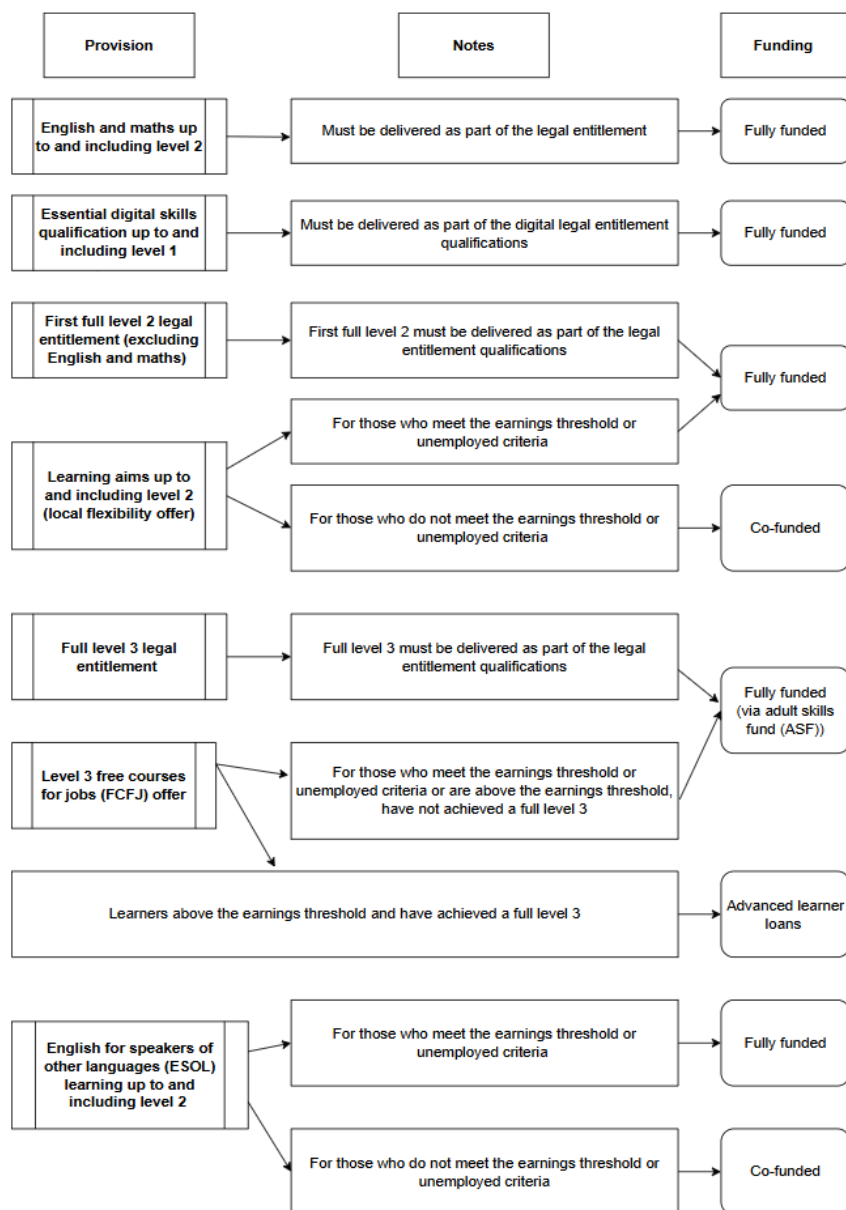 Provision
Notes
Funding
English and maths up
to and including level 2
Must be delivered as part of the legal entitlement
Fully funded
Essential digital skills
qualification up to and
including level 1
Must be delivered as part of the digital legal entitlement
qualifications
Fully funded
First full level 2 legal
entitlement (excluding
English and maths)
First full level 2 must be delivered as part of the legal
entitlement qualifications
Fully funded
Learning aims up to
and including level 2
(local flexibility offer)
For those who meet the earnings threshold or
unemployed criteria
For those who do not meet the earnings threshold or
unemployed criteria
Co-funded
Full level 3 legal
entitlement
Full level 3 must be delivered as part of the legal
entitlement qualifications
Fully funded
(via adult skills
fund (ASF))
Level 3 free courses
for jobs (FCFJ) offer
For those who meet the earnings threshold or
unemployed criteria or are above the earnings threshold,
have not achieved a full level 3
Learners above the earnings threshold and have achieved a full level 3
Advanced learner
loans
English for speakers of
other languages (ESOL)
learning up to and
including level 2
For those who meet the earnings threshold or
unemployed criteria
Fully funded
For those who do not meet the earnings threshold or
unemployed criteria
Co-funded